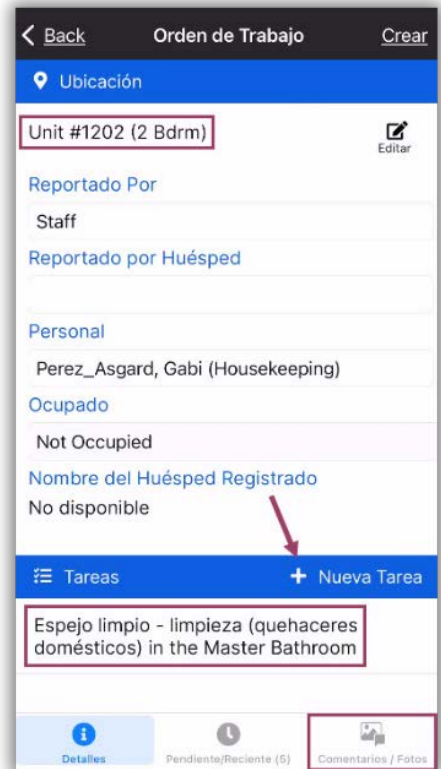 Back Orden de Trabajo Crear
Ubicación
Unit #1202 (2 Bdrm)
Editar
Reportado Por
Staff
Reportado por Huésped
Personal
Perez_Asgard, Gabi (Housekeeping)
Ocupado
Not Occupied
Nombre del Huésped Registrado
No disponible
Tareas + Nueva Tarea
Espejo limpio - limpieza (quehaceres
domésticos) in the Master Bathroom
Detalles Pendiente/Reciente (5) Comentarios / Fotos